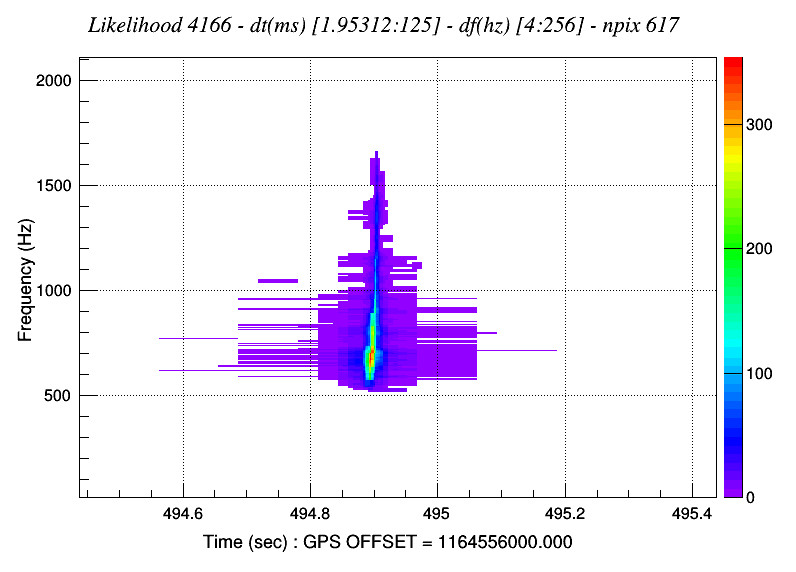 Likelihood 4166 - dt(ms) [1.95312:125] - df(hz) [4:256] - npix 617
Frequency (Hz)
2000
1500
1000
500
494.6 494.8 495 495.2 495.4
Time (sec) : GPS OFFSET = 1164556000.000
300
200
100
0